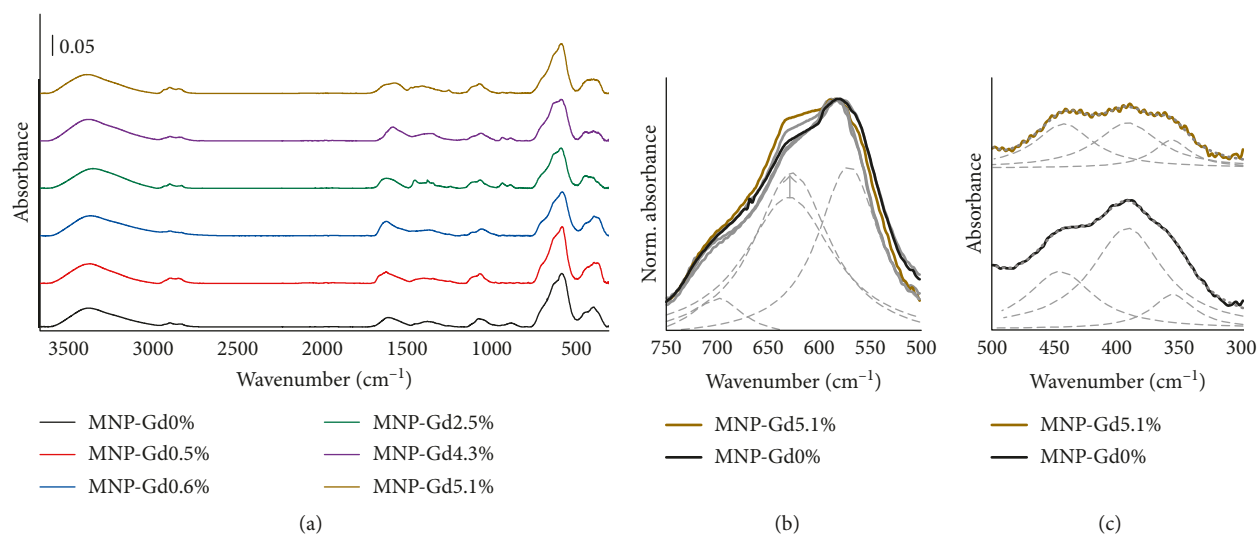 0.05
Absorbance
3500 3000 2500 2000 1500 1000 500
Wavenumber (cm⁻¹)
MNP-Gd0%
MNP-Gd0.5%
MNP-Gd0.6%
MNP-Gd2.5%
MNP-Gd4.3%
MNP-Gd5.1%
(a)
Norm. absorbance
750 700 650 600 550 500
Wavenumber (cm⁻¹)
MNP-Gd5.1%
MNP-Gd0%
(b)
Absorbance
500 450 400 350 300
Wavenumber (cm⁻¹)
MNP-Gd5.1%
MNP-Gd0%
(c)